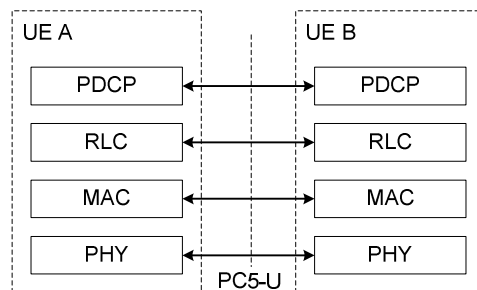 UE A UE B
PDCP PDCP
RLC RLC
MAC MAC
PHY PHY
PC5-U